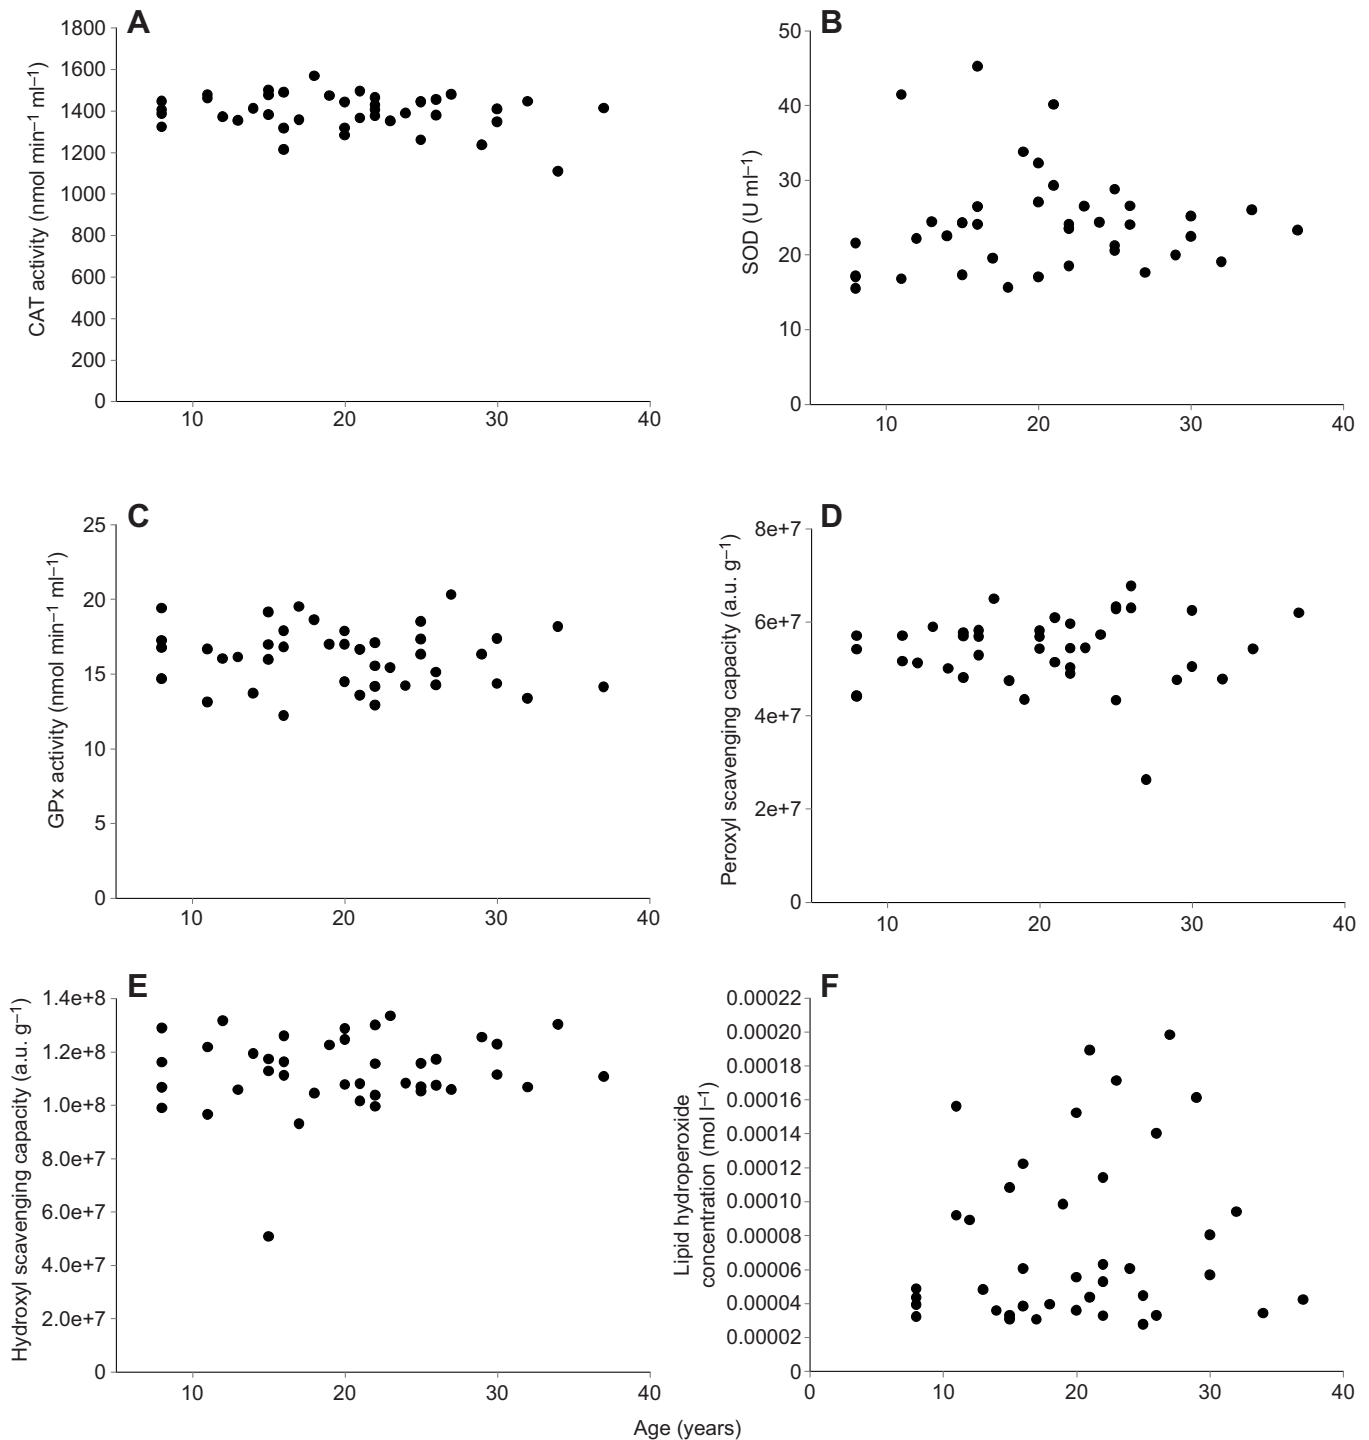 A
CAT activity (nmol min⁻¹ ml⁻¹)
1800
1600
1400
1200
1000
800
600
400
200
0
10 20 30 40
B
SOD (U ml⁻¹)
50
40
30
20
10
0
10 20 30 40
C
GPx activity (nmol min⁻¹ ml⁻¹)
25
20
15
10
5
0
10 20 30 40
D
Peroxyl scavenging capacity (a.u. g⁻¹)
8e+7
6e+7
4e+7
2e+7
0
10 20 30 40
E
Hydroxyl scavenging capacity (a.u. g⁻¹)
1.4e+8
1.2e+8
1.0e+8
8.0e+7
6.0e+7
4.0e+7
2.0e+7
0
10 20 30 40
F
Lipid hydroperoxide
concentration (mol l⁻¹)
0.00022
0.00020
0.00018
0.00016
0.00014
0.00012
0.00010
0.00008
0.00006
0.00004
0.00002
0
0 10 20 30 40
Age (years)